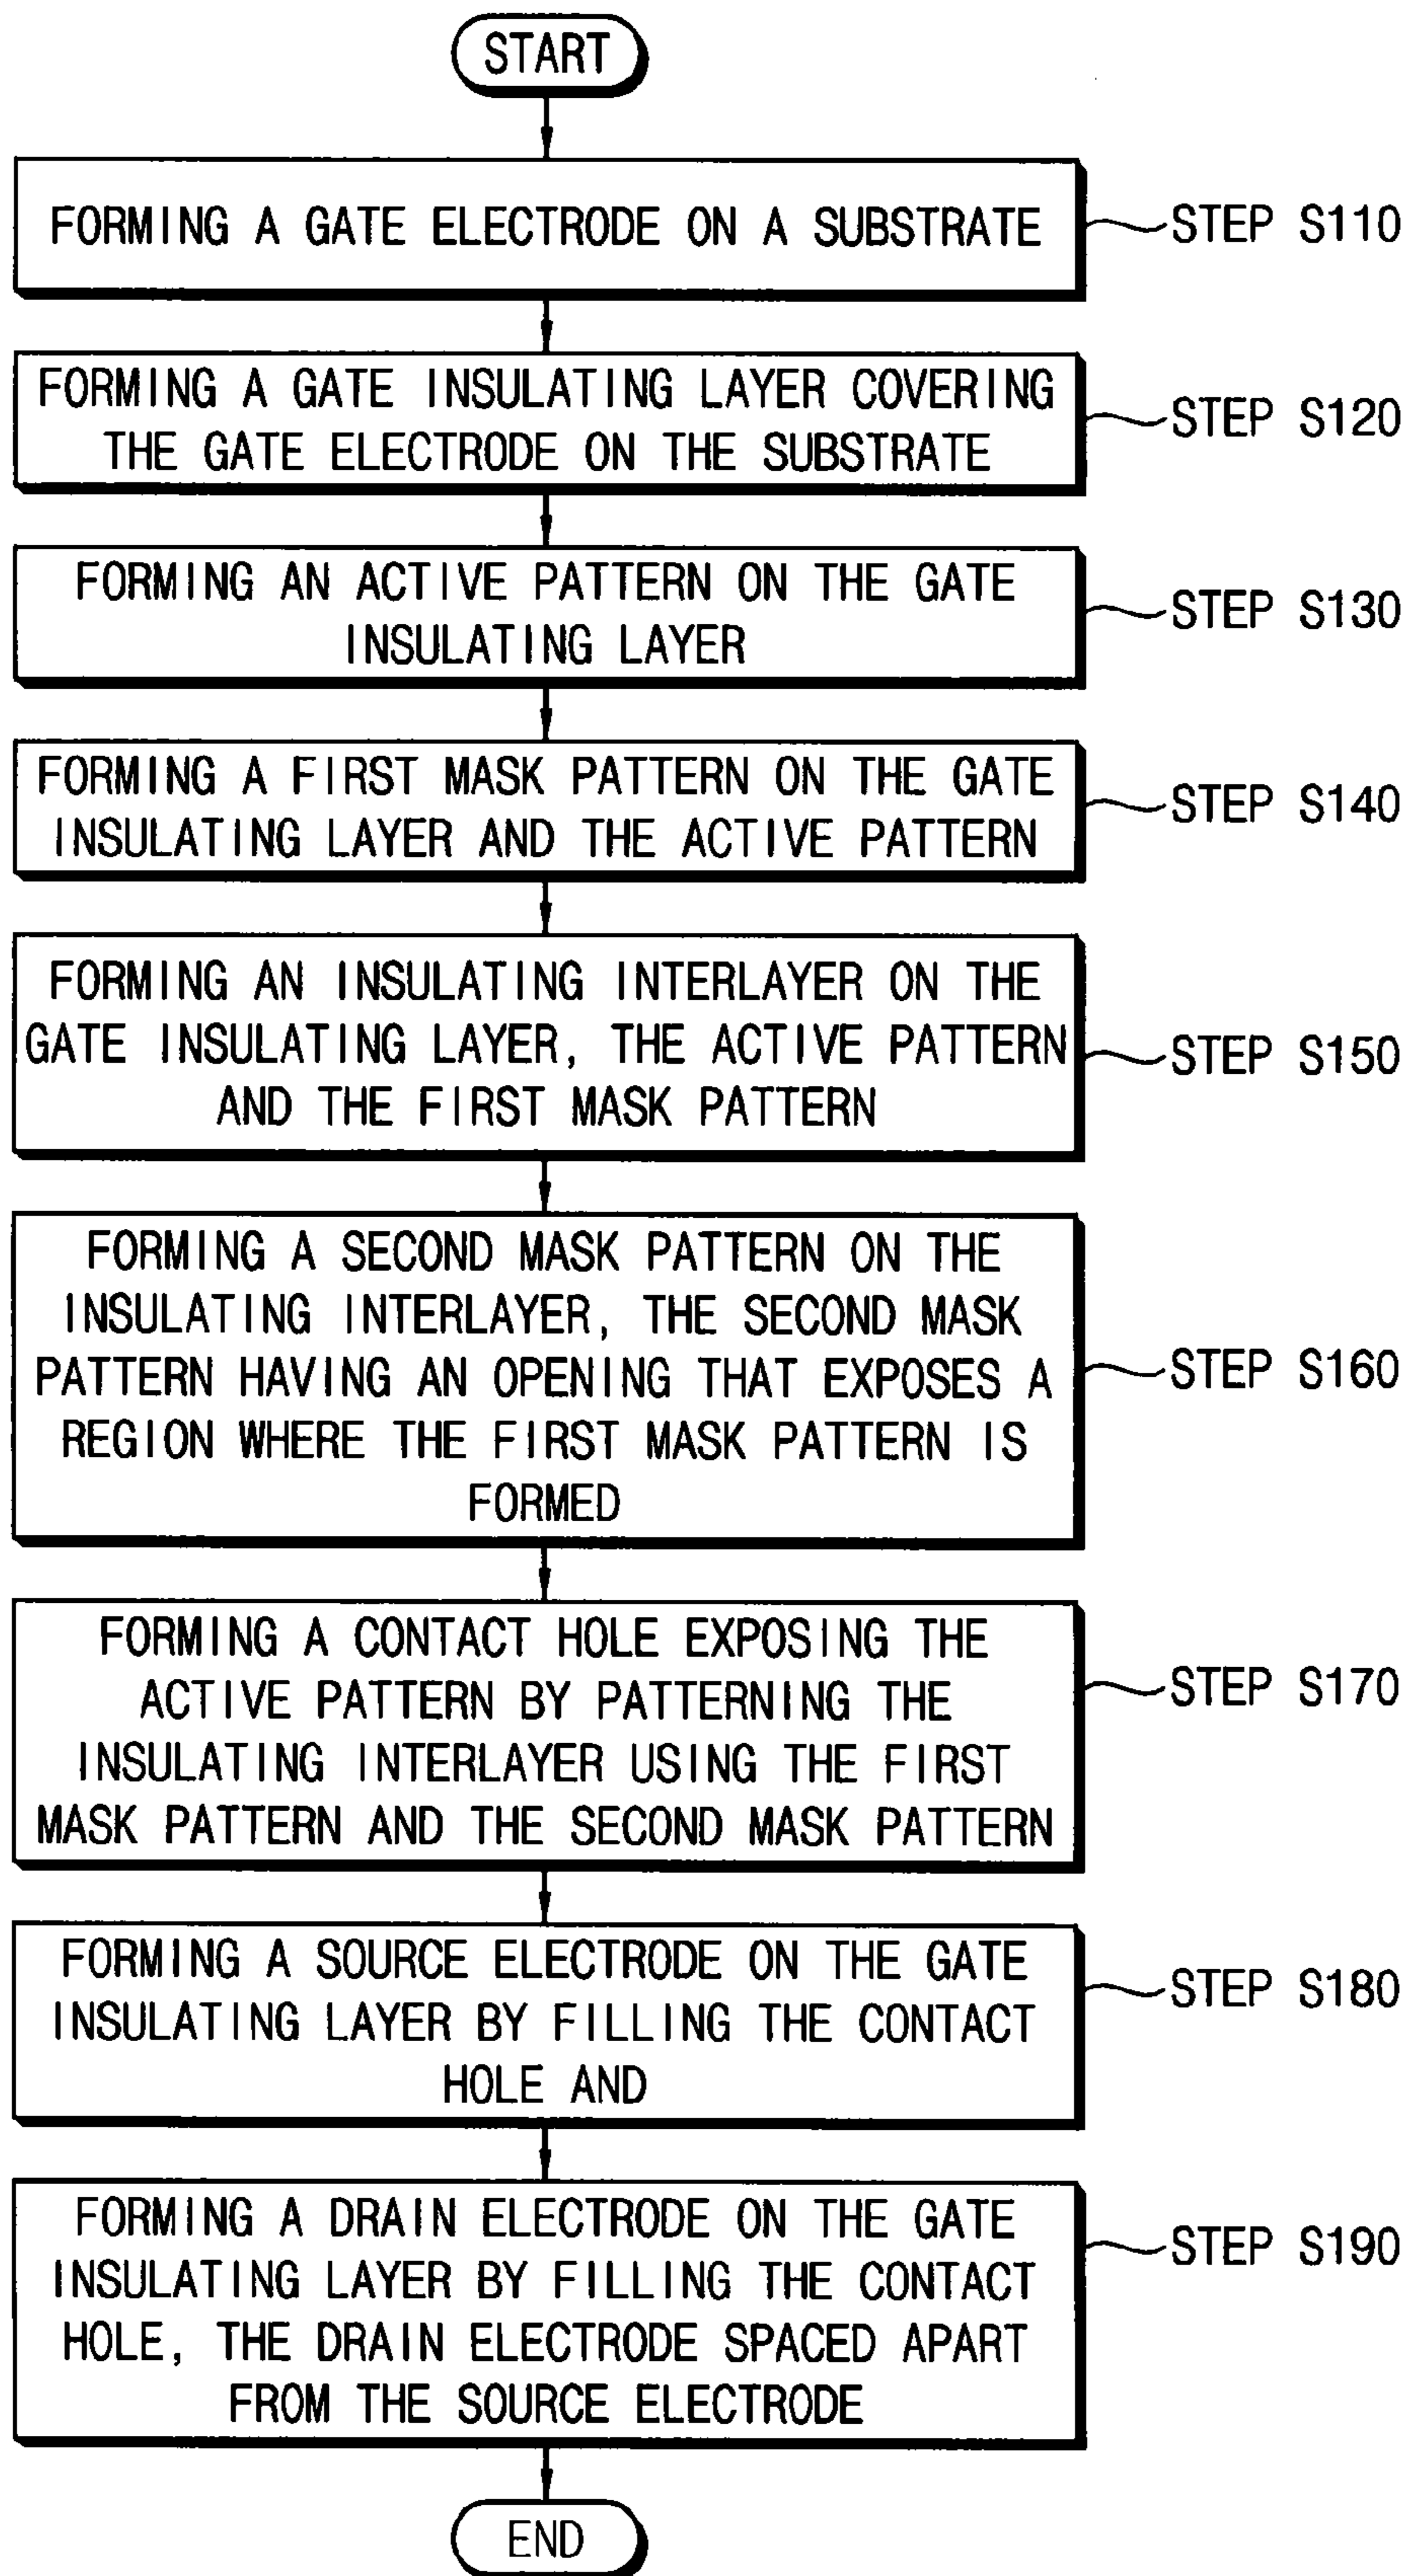 START
FORMING A GATE ELECTRODE ON A SUBSTRATE
STEP S110
FORMING A GATE INSULATING LAYER COVERING
THE GATE ELECTRODE ON THE SUBSTRATE
STEP S120
FORMING AN ACTIVE PATTERN ON THE GATE
INSULATING LAYER
STEP S130
FORMING A FIRST MASK PATTERN ON THE GATE
INSULATING LAYER AND THE ACTIVE PATTERN
STEP S140
FORMING AN INSULATING INTERLAYER ON THE
GATE INSULATING LAYER, THE ACTIVE PATTERN
AND THE FIRST MASK PATTERN
STEP S150
FORMING A SECOND MASK PATTERN ON THE
INSULATING INTERLAYER, THE SECOND MASK
PATTERN HAVING AN OPENING THAT EXPOSES A
REGION WHERE THE FIRST MASK PATTERN IS
FORMED
STEP S160
FORMING A CONTACT HOLE EXPOSING THE
ACTIVE PATTERN BY PATTERNING THE
INSULATING INTERLAYER USING THE FIRST
MASK PATTERN AND THE SECOND MASK PATTERN
STEP S170
FORMING A SOURCE ELECTRODE ON THE GATE
INSULATING LAYER BY FILLING THE CONTACT
HOLE AND
STEP S180
FORMING A DRAIN ELECTRODE ON THE GATE
INSULATING LAYER BY FILLING THE CONTACT
HOLE, THE DRAIN ELECTRODE SPACED APART
FROM THE SOURCE ELECTRODE
STEP S190
END